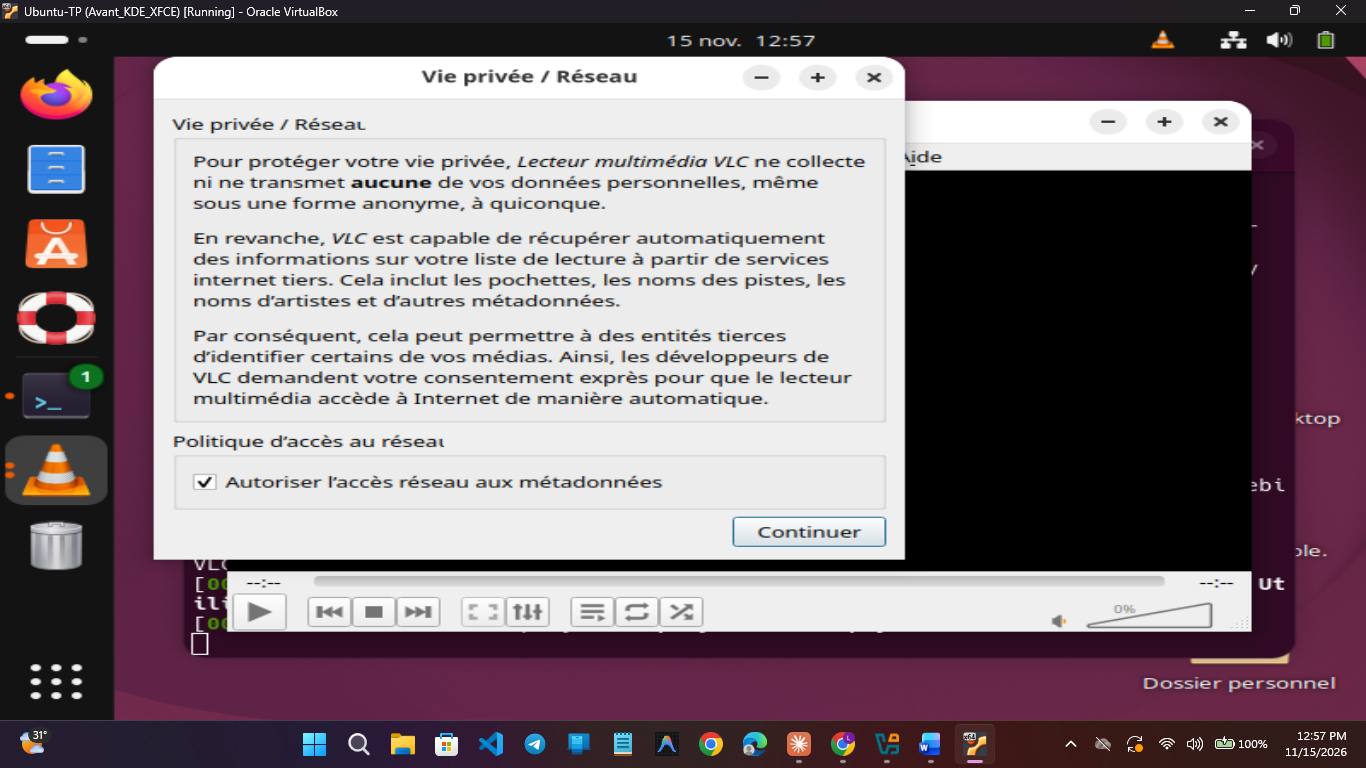 Ubuntu-TP (Avant_KDE_XFCE) [Running] - Oracle VirtualBox
15 nov. 12:57
Vie privée / Réseau
Vie privée / Réseau
Pour protéger votre vie privée, Lecteur multimédia VLC ne collecte
ni ne transmet aucune de vos données personnelles, même
sous une forme anonyme, à quiconque.
En revanche, VLC est capable de récupérer automatiquement
des informations sur votre liste de lecture à partir de services
internet tiers. Cela inclut les pochettes, les noms des pistes, les
noms d’artistes et d’autres métadonnées.
Par conséquent, cela peut permettre à des entités tierces
d’identifier certains de vos médias. Ainsi, les développeurs de
VLC demandent votre consentement exprès pour que le lecteur
multimédia accède à Internet de manière automatique.
Politique d’accès au réseau
Autoriser l’accès réseau aux métadonnées
Continuer
Aide
1
>_
ktop
ebi
ole.
VLC
[00
Ut
ili
[00
--:--
--:--
0%
Dossier personnel
31°
100%
12:57 PM
11/15/2026